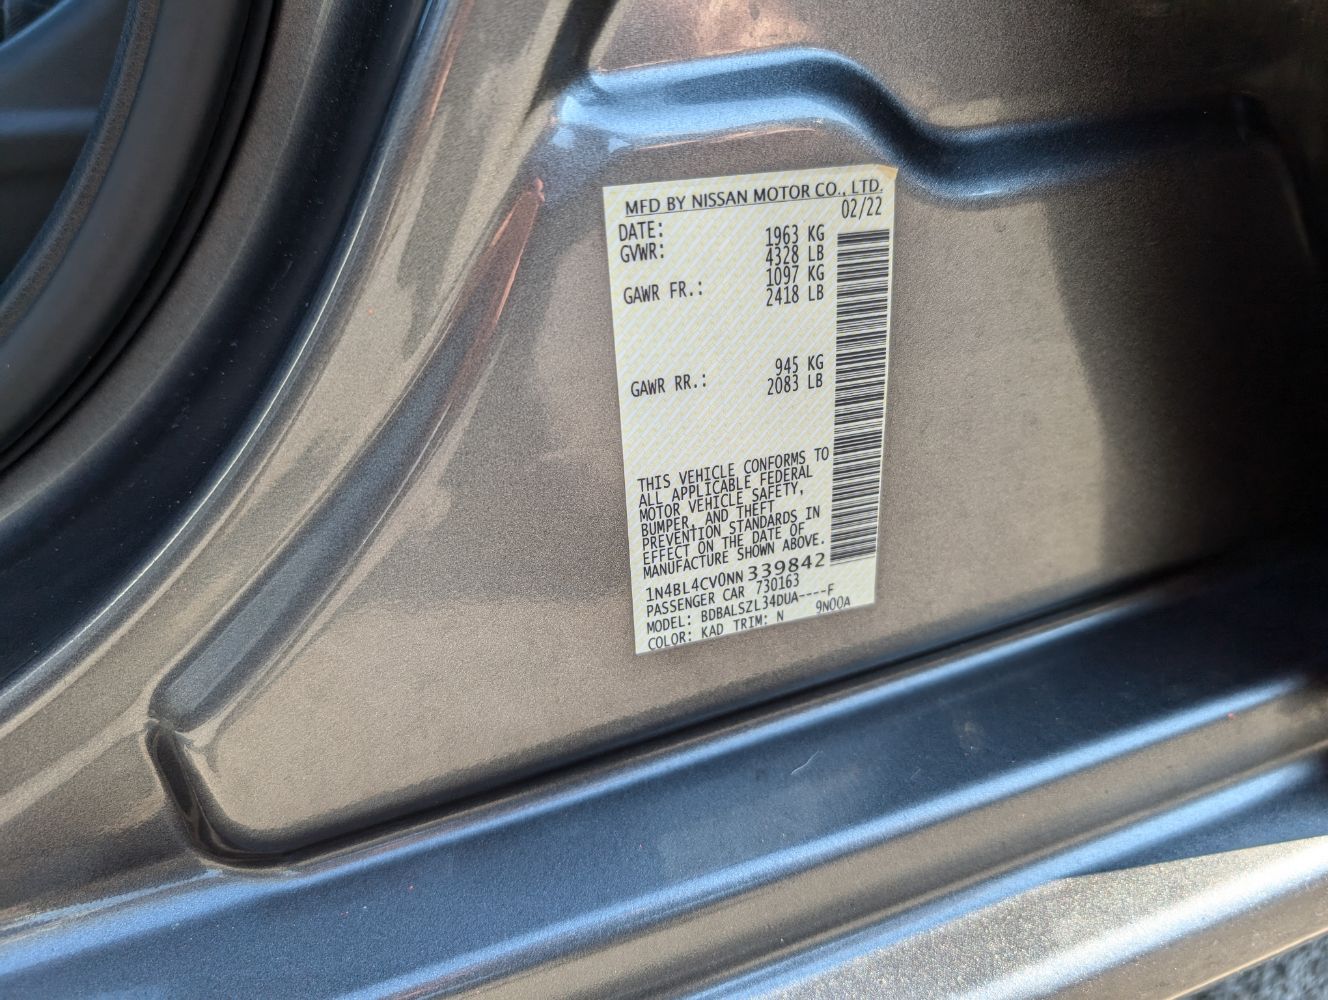 MFD BY NISSAN MOTOR CO., LTD.
DATE: 02/22
GVWR: 1963 KG
4328 LB
GAWR FR.: 1097 KG
2418 LB
GAWR RR.: 945 KG
2083 LB
THIS VEHICLE CONFORMS TO
ALL APPLICABLE FEDERAL
MOTOR VEHICLE SAFETY,
BUMPER, AND THEFT
PREVENTION STANDARDS IN
EFFECT ON THE DATE OF
MANUFACTURE SHOWN ABOVE.
1N4BL4CV0NN339842
PASSENGER CAR 730163
MODEL: BDBALSZL34DUA----F
COLOR: KAD TRIM: N 9N00A